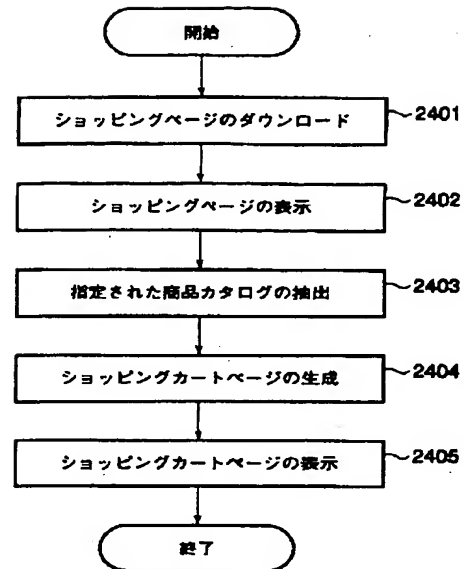 開始
ショッピングページのダウンロード
2401
ショッピングページの表示
2402
指定された商品カタログの抽出
2403
ショッピングカートページの生成
2404
ショッピングカートページの表示
2405
終了